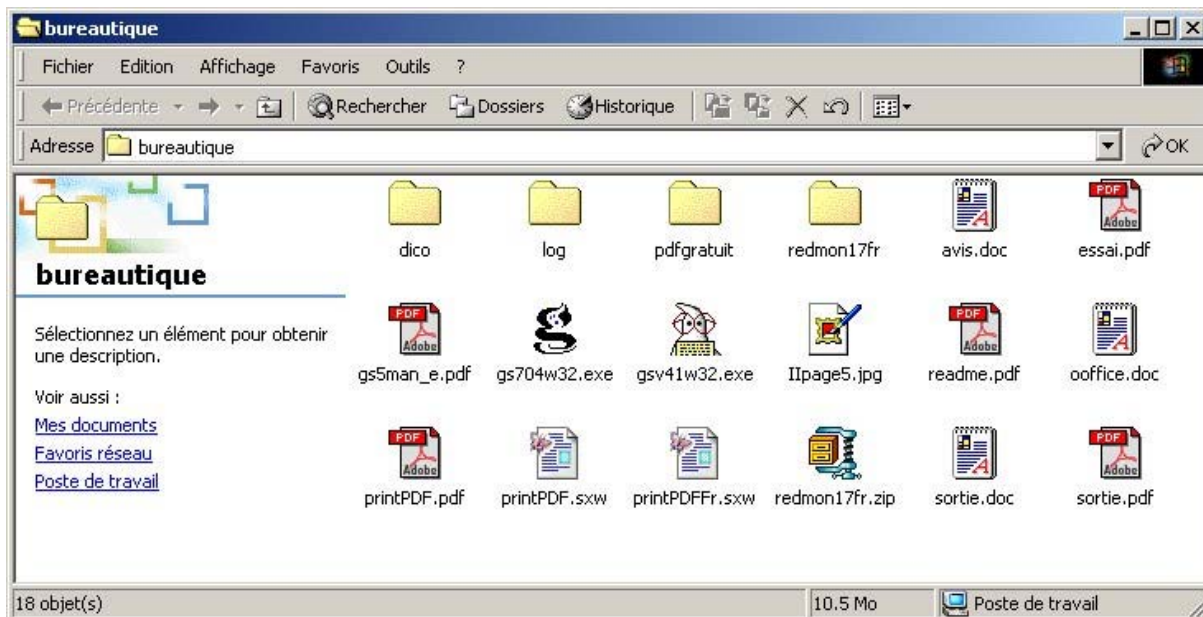 bureautique
Fichier Edition Affichage Favoris Outils ?
Précédente Rechercher Dossiers Historique
Adresse bureautique OK
bureautique
Sélectionnez un élément pour obtenir
une description.
Voir aussi :
Mes documents
Favoris réseau
Poste de travail
dico log pdfgratuit redmon17fr avis.doc essai.pdf
gs5man_e.pdf gs704w32.exe gsv41w32.exe IIpage5.jpg readme.pdf ooffice.doc
printPDF.pdf printPDF.sxw printPDFFr.sxw redmon17fr.zip sortie.doc sortie.pdf
18 objet(s) 10.5 Mo Poste de travail